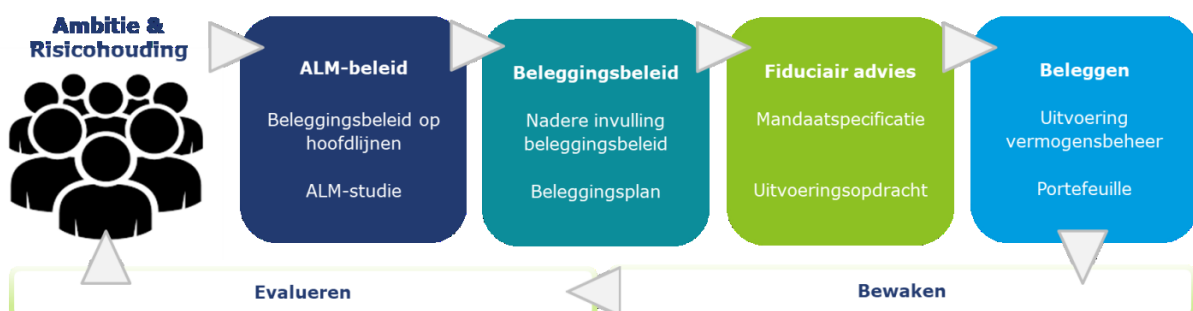 Ambitie &
Risicohouding
ALM-beleid
Beleggingsbeleid op
hoofdlijnen
ALM-studie
Beleggingsbeleid
Nadere invulling
beleggingsbeleid
Beleggingsplan
Fiduciair advies
Mandaatspecificatie
Uitvoeringsopdracht
Beleggen
Uitvoering
vermogensbeheer
Portefeuille
Evalueren
Bewaken